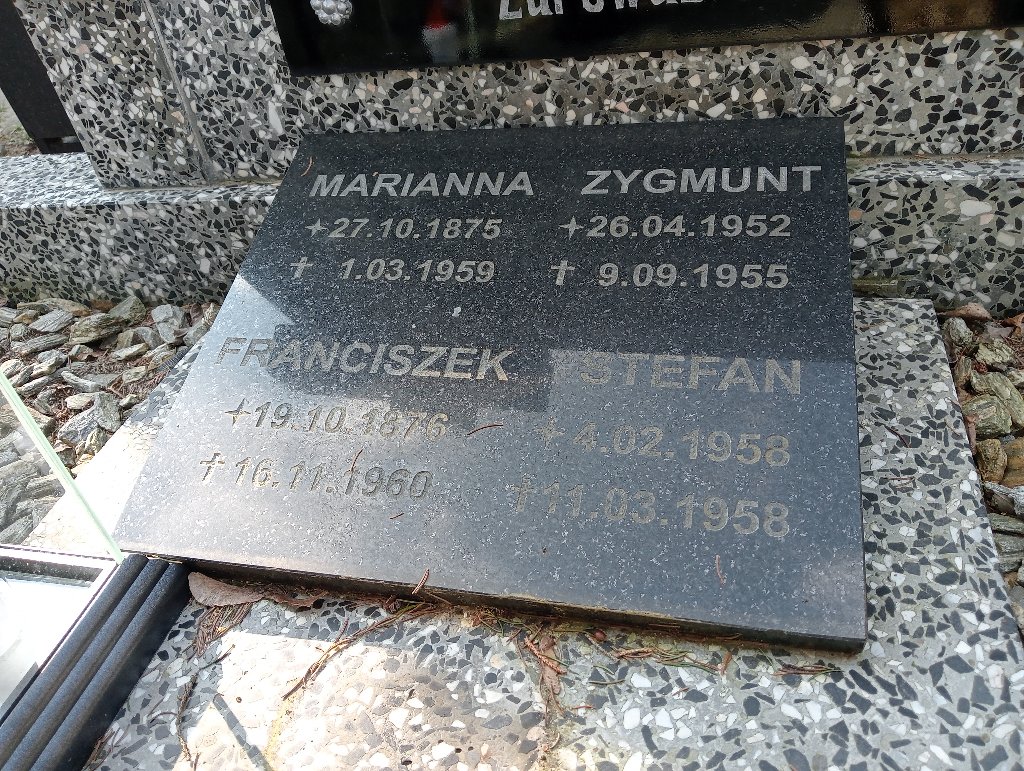 MARIANNA ZYGMUNT
+27.10.1875 +26.04.1952
† 1.03.1959 † 9.09.1955
FRANCISZEK STEFAN
+19.10.1876 + 4.02.1958
†16.11.1960 †11.03.1958